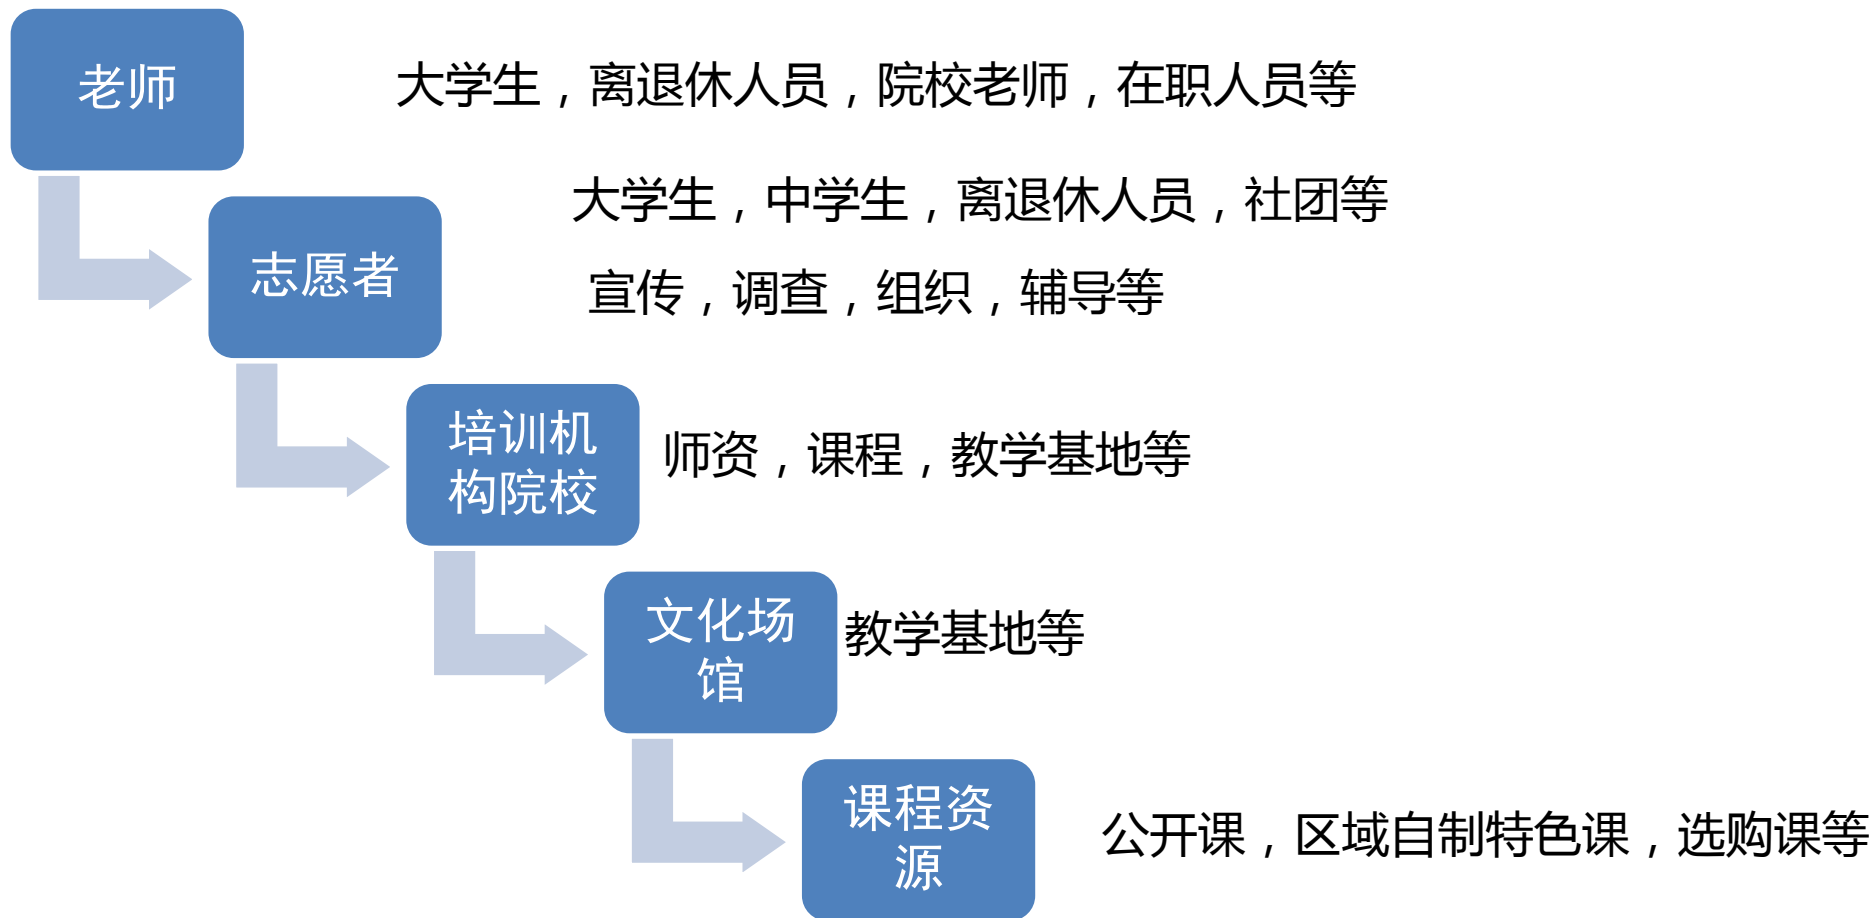 老师
大学生，离退休人员，院校老师，在职人员等
志愿者
大学生，中学生，离退休人员，社团等
宣传，调查，组织，辅导等
培训机
构院校
师资，课程，教学基地等
文化场
馆
教学基地等
课程资
源
公开课，区域自制特色课，选购课等